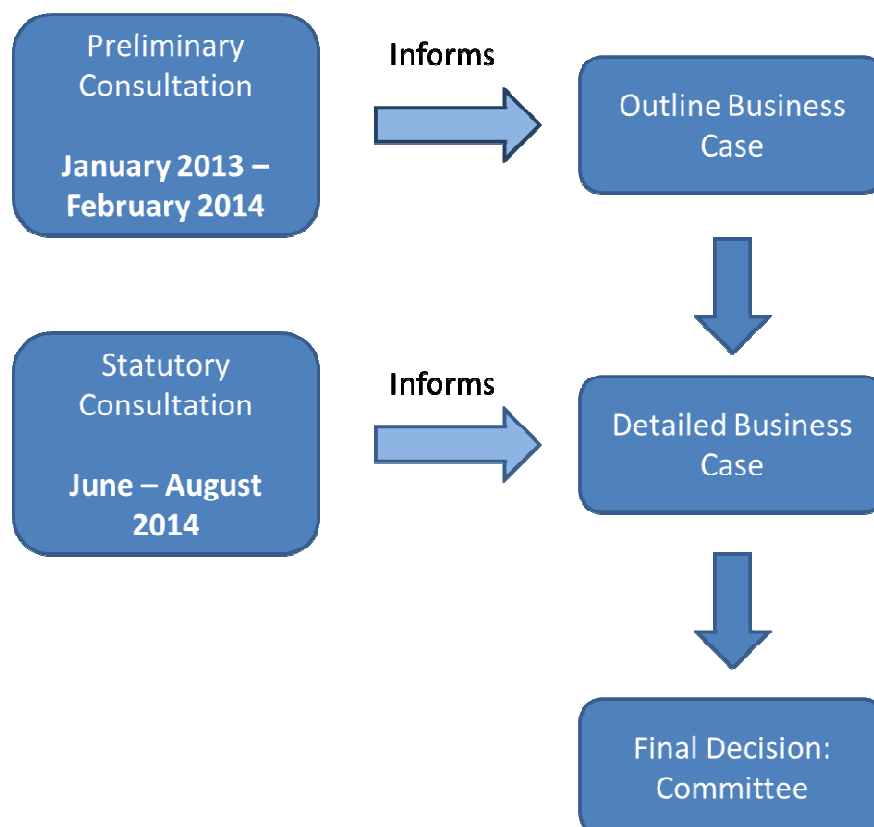 Preliminary
Consultation
January 2013 –
February 2014
Informs
Outline Business
Case
Statutory
Consultation
June – August
2014
Informs
Detailed Business
Case
Final Decision:
Committee